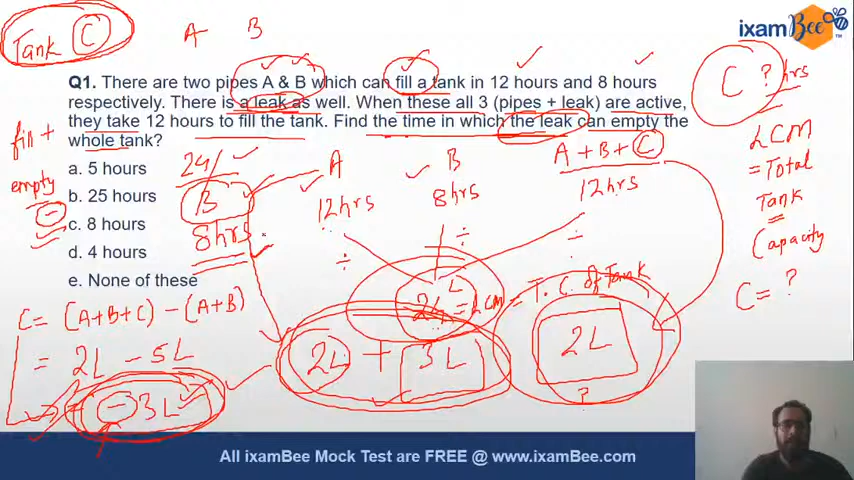 Tank C A B
ixamBee
Q1. There are two pipes A & B which can fill a tank in 12 hours and 8 hours
respectively. There is a leak as well. When these all 3 (pipes + leak) are active,
they take 12 hours to fill the tank. Find the time in which the leak can empty the
whole tank?
C ? hrs
fill +
empty
−
a. 5 hours
b. 25 hours
c. 8 hours
d. 4 hours
e. None of these
24/
B
8hrs
A B A + B + C
12hrs 8hrs 12hrs
÷ ÷ ÷
LCM
= Total
Tank
Capacity
C = ?
24 L = LCM = T. C. of Tank
2L + 3L 2L
?
C = (A+B+C) − (A+B)
= 2L − 5L
= −3L
All ixamBee Mock Test are FREE @ www.ixamBee.com